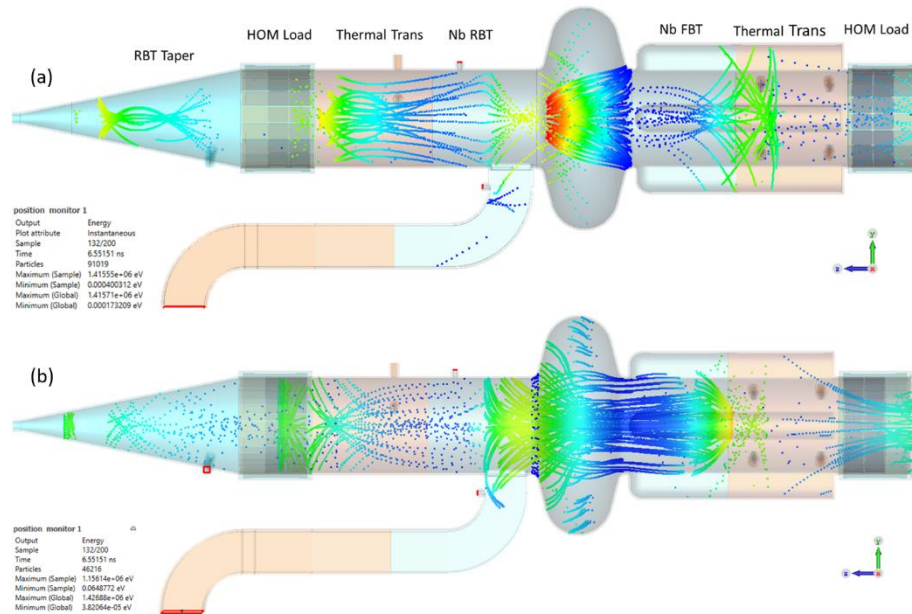 RBT Taper
HOM Load
Thermal Trans
Nb RBT
Nb FBT
Thermal Trans
HOM Load
(a)
position monitor 1
Output Energy
Plot attribute Instantaneous
Sample 132/200
Time 6.55151 ns
Particles 91019
Maximum (Sample) 1.41555e+06 eV
Minimum (Sample) 0.000400312 eV
Maximum (Global) 1.41571e+06 eV
Minimum (Global) 0.000173209 eV
y
z
x
(b)
position monitor 1
Output Energy
Sample 132/200
Time 6.55151 ns
Particles 46216
Maximum (Sample) 1.15614e+06 eV
Minimum (Sample) 0.0648772 eV
Maximum (Global) 1.42688e+06 eV
Minimum (Global) 3.82064e-05 eV
y
z
x